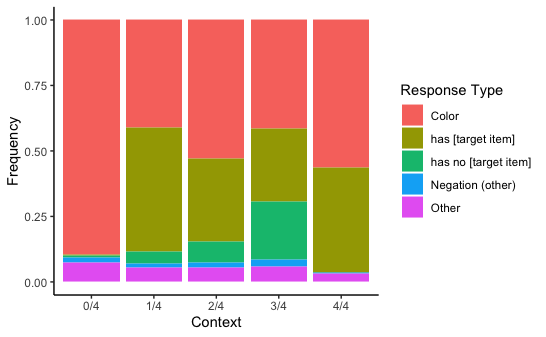 1.00
0.75
0.50
0.25
0.00
Frequency
0/4 1/4 2/4 3/4 4/4
Context
Response Type
Color
has [target item]
has no [target item]
Negation (other)
Other